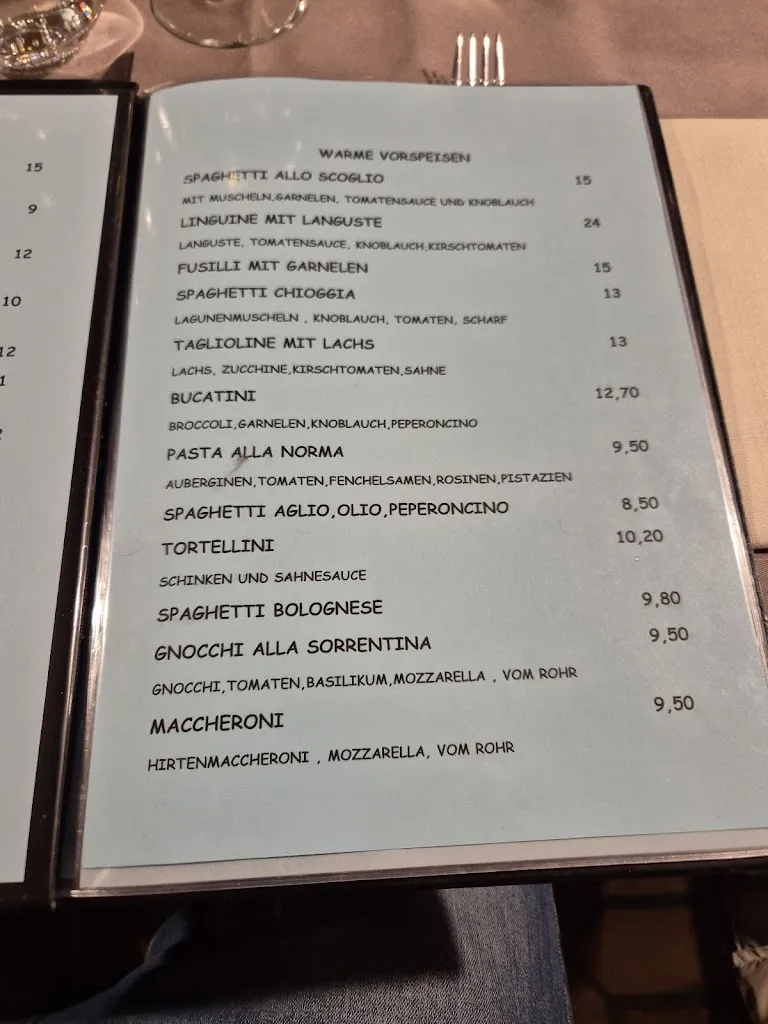 15
9
12
10
12
1
WARME VORSPEISEN
SPAGHETTI ALLO SCOGLIO 15
MIT MUSCHELN,GARNELEN, TOMATENSAUCE UND KNOBLAUCH
LINGUINE MIT LANGUSTE 24
LANGUSTE, TOMATENSAUCE, KNOBLAUCH,KIRSCHTOMATEN
FUSILLI MIT GARNELEN 15
SPAGHETTI CHIOGGIA 13
LAGUNENMUSCHELN , KNOBLAUCH, TOMATEN, SCHARF
TAGLIOLINE MIT LACHS 13
LACHS, ZUCCHINE,KIRSCHTOMATEN,SAHNE
BUCATINI 12,70
BROCCOLI,GARNELEN,KNOBLAUCH,PEPERONCINO
PASTA ALLA NORMA 9,50
AUBERGINEN,TOMATEN,FENCHELSAMEN,ROSINEN,PISTAZIEN
SPAGHETTI AGLIO,OLIO,PEPERONCINO 8,50
TORTELLINI 10,20
SCHINKEN UND SAHNESAUCE
SPAGHETTI BOLOGNESE 9,80
GNOCCHI ALLA SORRENTINA 9,50
GNOCCHI,TOMATEN,BASILIKUM,MOZZARELLA , VOM ROHR
MACCHERONI 9,50
HIRTENMACCHERONI , MOZZARELLA, VOM ROHR